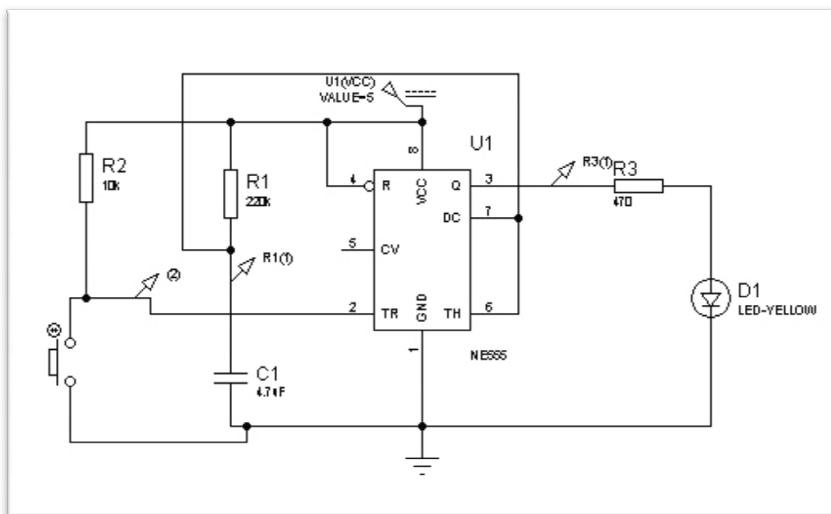 U1(VCC)
VALUE=5
U1
R2
10k
R1
220k
R3(1)
R3
470
8
4
R
VCC
Q
3
DC
7
5
CV
R1(1)
(2)
2
TR
GND
TH
6
1
NE555
D1
LED-YELLOW
C1